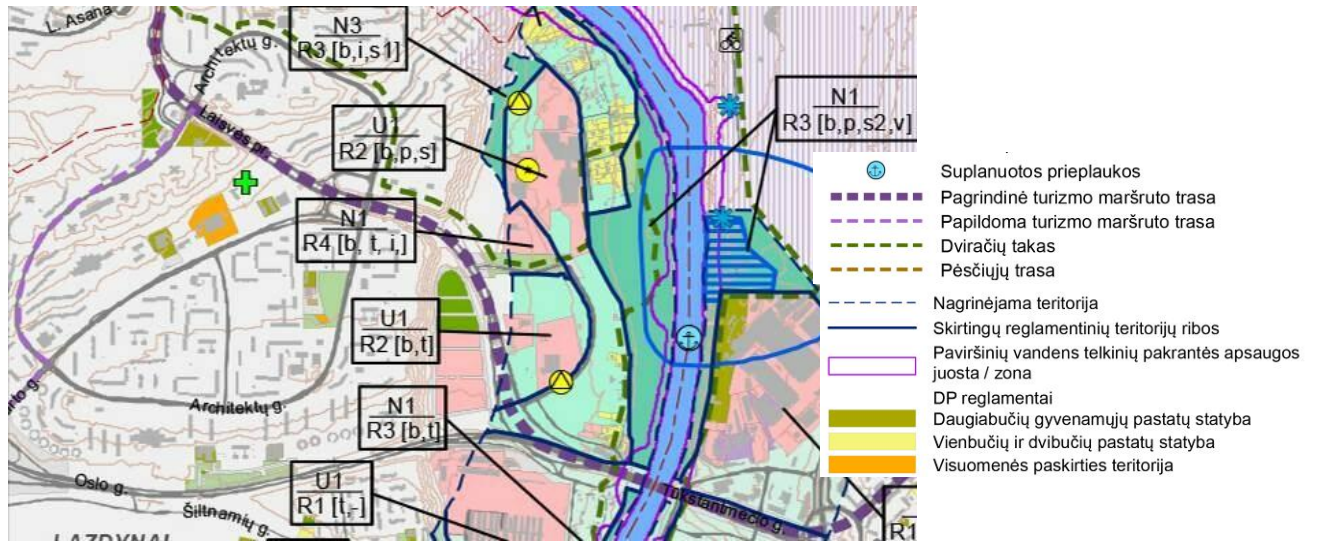 L. Asana
Architektų g.
Laisvės pr.
N3
R3 [b,i,s1]
U1
R2 [b,p,s]
N1
R4 [b, t, i,]
U1
R2 [b,t]
N1
R3 [b,t]
U1
R1 [t,-]
N1
R3 [b,p,s2,v]
Architektų g.
Oslo g.
Šiltnamių g.
LAZDYNAI
R1
Suplanuotos prieplaukos
Pagrindinė turizmo maršruto trasa
Papildoma turizmo maršruto trasa
Dviračių takas
Pėsčiųjų trasa
Nagrinėjama teritorija
Skirtingų reglamentinių teritorijų ribos
Paviršinių vandens telkinių pakrantės apsaugos
juosta / zona
DP reglamentai
Daugiabučių gyvenamųjų pastatų statyba
Vienbučių ir dvibučių pastatų statyba
Visuomenės paskirties teritorija